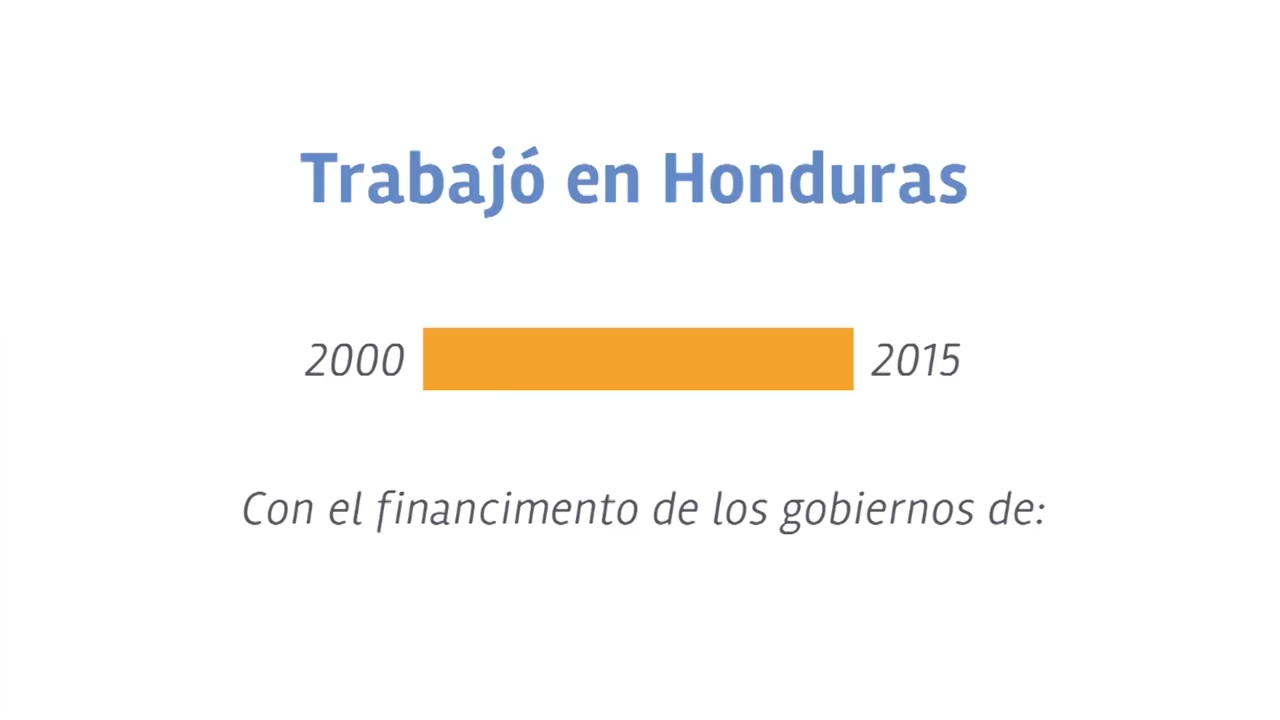 Trabajó en Honduras
2000 2015
Con el financimento de los gobiernos de: